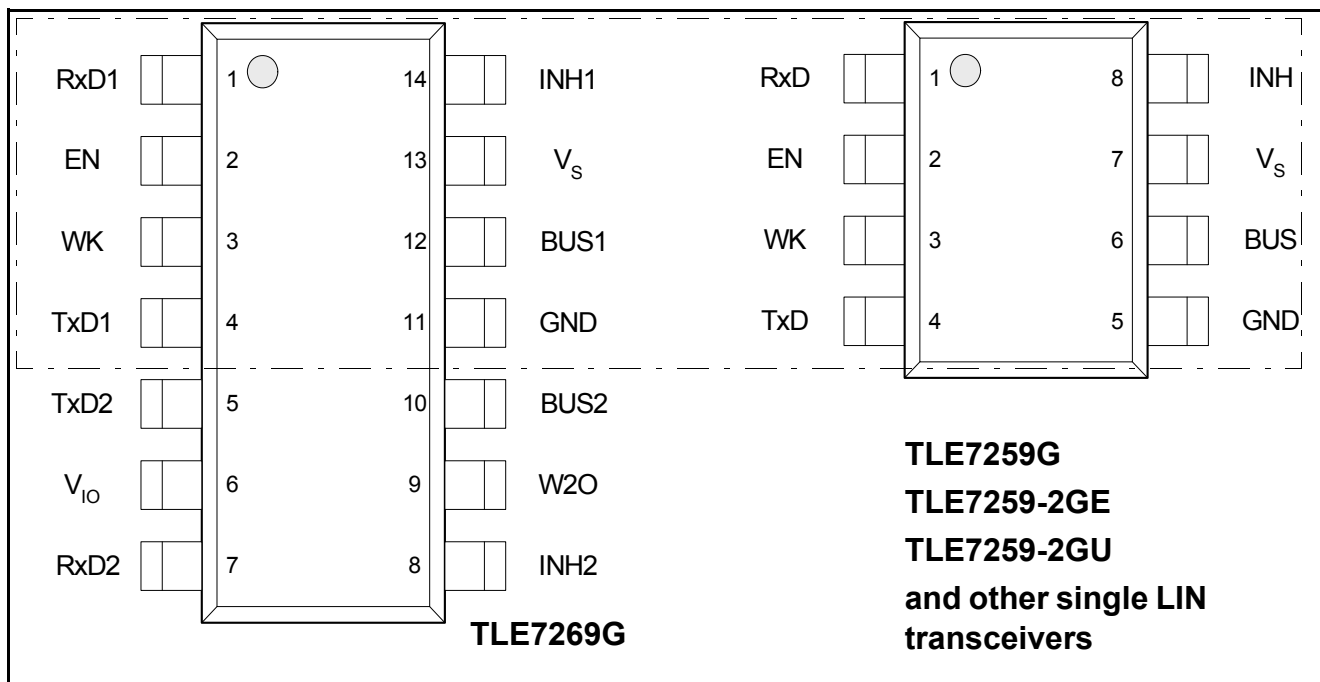 RxD1 1 14 INH1
EN 2 13 VS
WK 3 12 BUS1
TxD1 4 11 GND
TxD2 5 10 BUS2
VIO 6 9 W2O
RxD2 7 8 INH2
TLE7269G
RxD 1 8 INH
EN 2 7 VS
WK 3 6 BUS
TxD 4 5 GND
TLE7259G
TLE7259-2GE
TLE7259-2GU
and other single LIN
transceivers